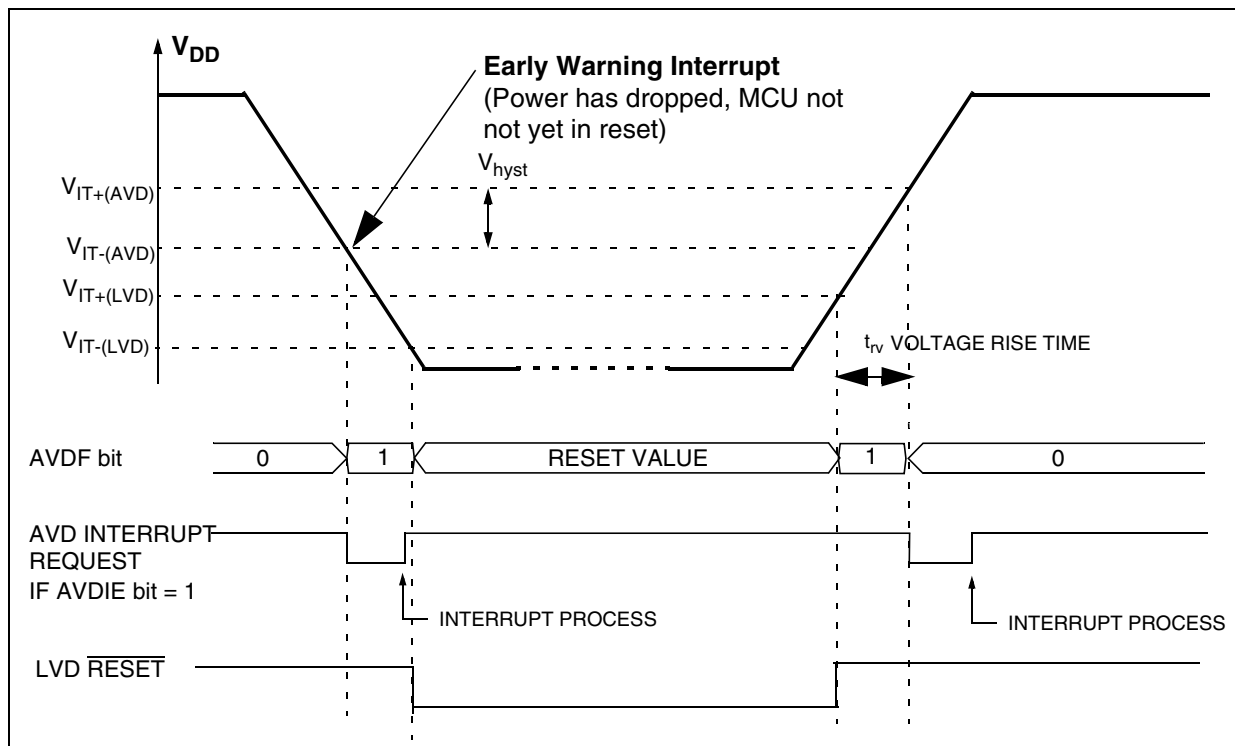 VDD
Early Warning Interrupt
(Power has dropped, MCU not
not yet in reset)
Vhyst
VIT+(AVD)
VIT-(AVD)
VIT+(LVD)
VIT-(LVD)
trv VOLTAGE RISE TIME
AVDF bit
0
1
RESET VALUE
1
0
AVD INTERRUPT
REQUEST
IF AVDIE bit = 1
INTERRUPT PROCESS
INTERRUPT PROCESS
LVD RESET